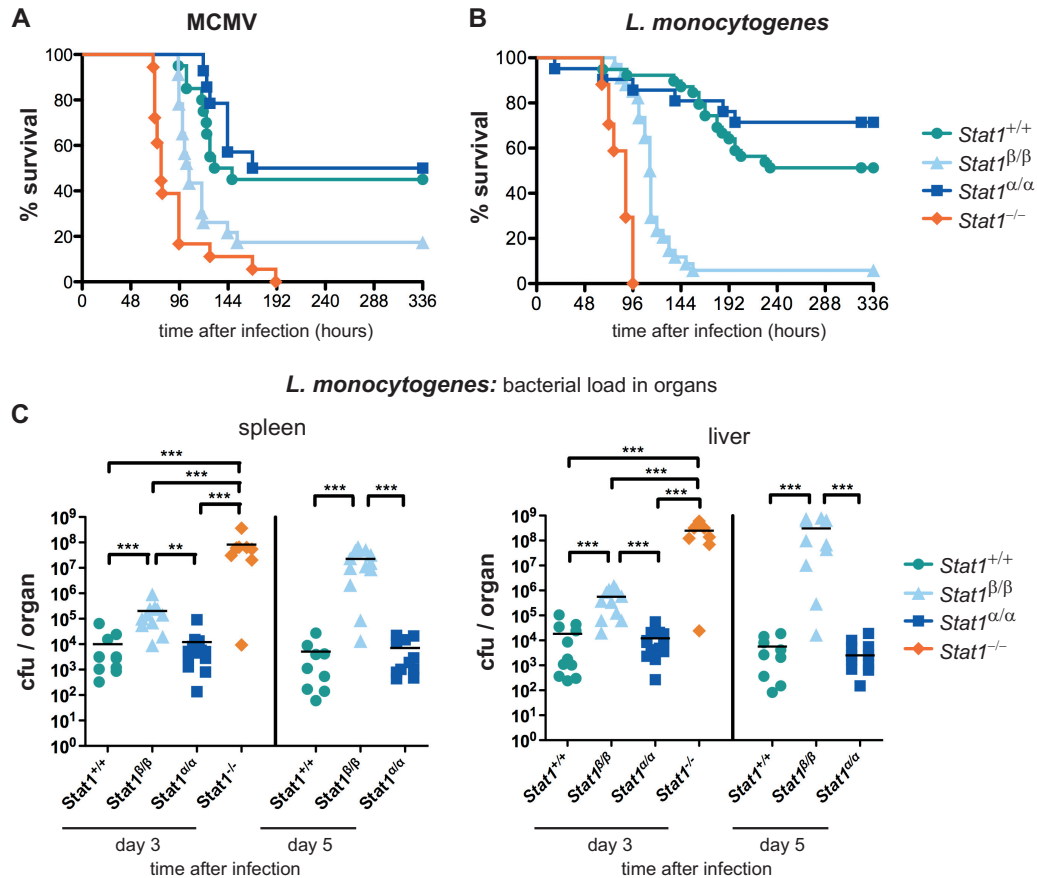 A
MCMV
100
80
60
40
20
0
% survival
0 48 96 144 192 240 288 336
time after infection (hours)
B
L. monocytogenes
100
80
60
40
20
0
% survival
0 48 96 144 192 240 288 336
time after infection (hours)
Stat1+/+
Stat1β/β
Stat1α/α
Stat1−/−
L. monocytogenes: bacterial load in organs
C
spleen
***
***
***
*** ***
*** **
10⁹
10⁸
10⁷
10⁶
10⁵
10⁴
10³
10²
10¹
10⁰
cfu / organ
Stat1+/+ Stat1β/β Stat1α/α Stat1-/- Stat1+/+ Stat1β/β Stat1α/α
day 3 day 5
time after infection
liver
***
***
***
*** ***
*** ***
10⁹
10⁸
10⁷
10⁶
10⁵
10⁴
10³
10²
10¹
10⁰
cfu / organ
Stat1+/+ Stat1β/β Stat1α/α Stat1-/- Stat1+/+ Stat1β/β Stat1α/α
day 3 day 5
time after infection
Stat1+/+
Stat1β/β
Stat1α/α
Stat1−/−